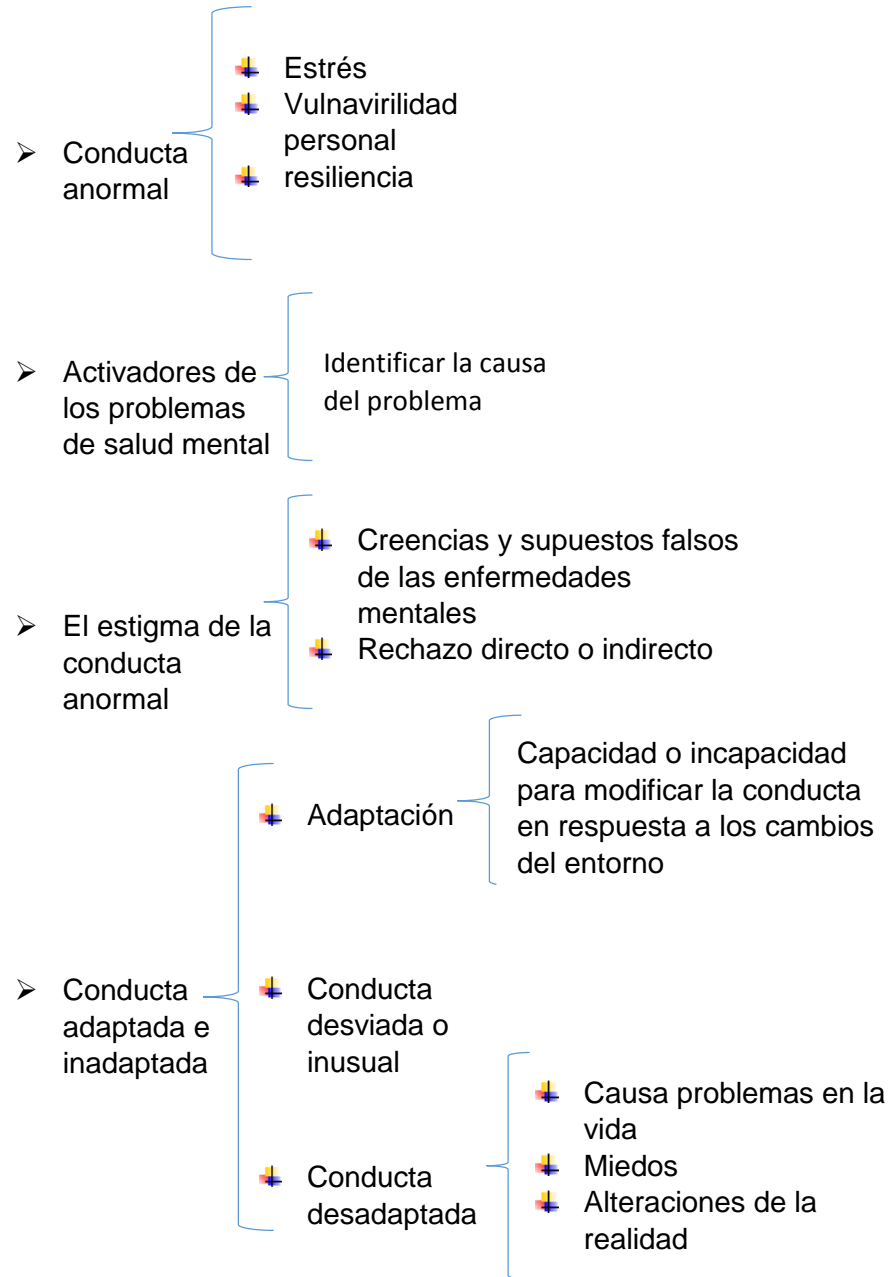 Conducta
anormal
Estrés
Vulnavirilidad
personal
resiliencia
Activadores de
los problemas
de salud mental
Identificar la causa
del problema
El estigma de la
conducta
anormal
Creencias y supuestos falsos
de las enfermedades
mentales
Rechazo directo o indirecto
Conducta
adaptada e
inadaptada
Adaptación
Capacidad o incapacidad
para modificar la conducta
en respuesta a los cambios
del entorno
Conducta
desviada o
inusual
Conducta
desadaptada
Causa problemas en la
vida
Miedos
Alteraciones de la
realidad